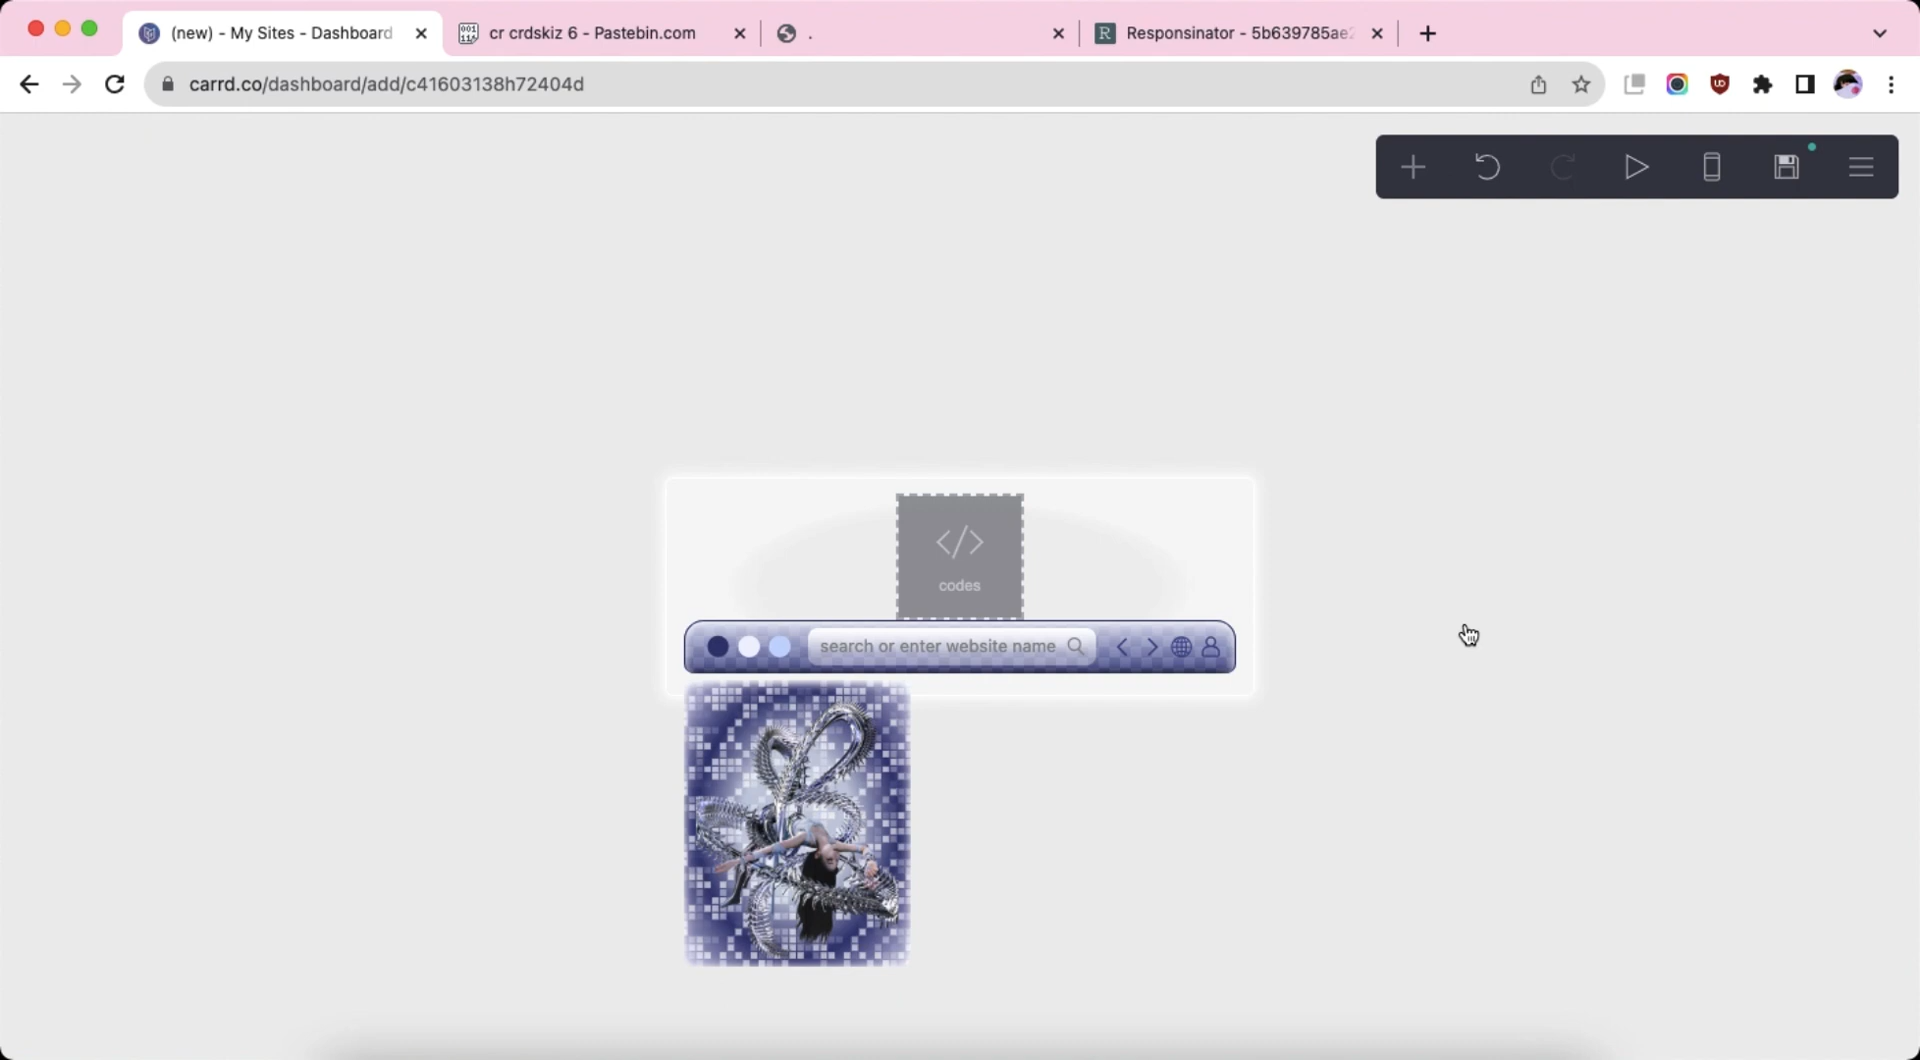 (new) - My Sites - Dashboard
cr crdskiz 6 - Pastebin.com
.
R
Responsinator - 5b639785ae2
carrd.co/dashboard/add/c41603138h72404d
</>
codes
search or enter website name